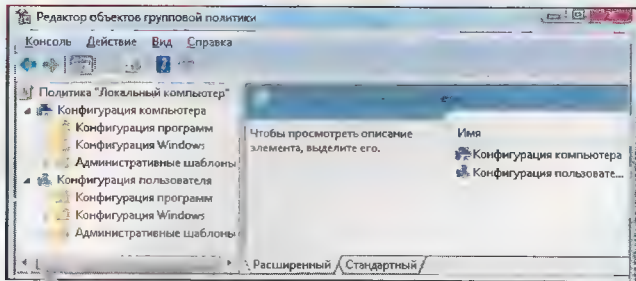 Редактор объектов групповой политики
Консоль Действие Вид Справка
Политика "Локальный компьютер"
Конфигурация компьютера
Конфигурация программ
Конфигурация Windows
Административные шаблоны
Конфигурация пользователя
Конфигурация программ
Конфигурация Windows
Административные шаблоны
Чтобы просмотреть описание
элемента, выделите его.
Имя
Конфигурация компьютера
Конфигурация пользовате...
Расширенный Стандартный